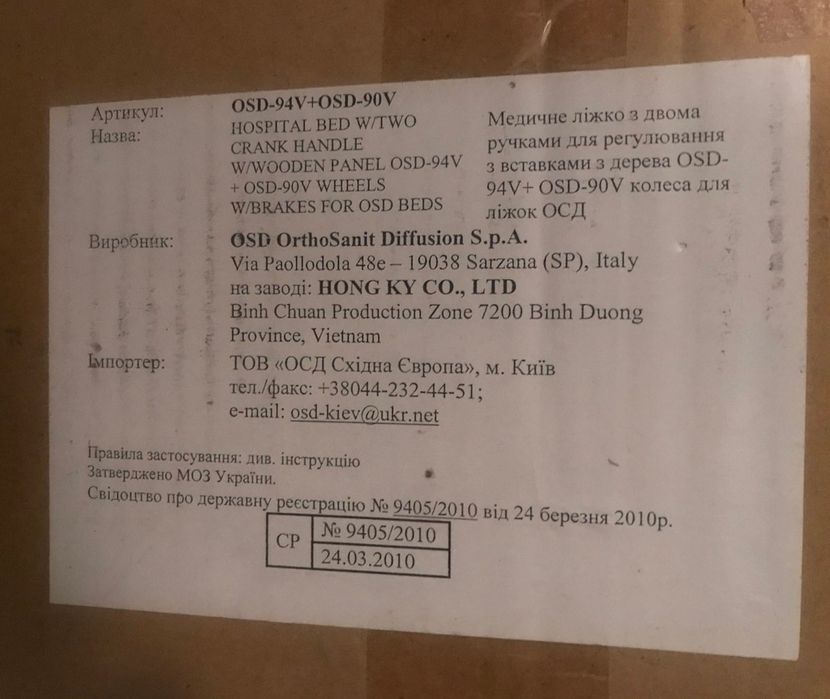 Артикул: OSD-94V+OSD-90V
Назва: HOSPITAL BED W/TWO
CRANK HANDLE
W/WOODEN PANEL OSD-94V
+ OSD-90V WHEELS
W/BRAKES FOR OSD BEDS
Медичне ліжко з двома
ручками для регулювання
з вставками з дерева OSD-
94V+ OSD-90V колеса для
ліжок ОСД
Виробник: OSD OrthoSanit Diffusion S.p.A.
Via Paollodola 48e – 19038 Sarzana (SP), Italy
на заводі: HONG KY CO., LTD
Binh Chuan Production Zone 7200 Binh Duong
Province, Vietnam
Імпортер: ТОВ «ОСД Східна Європа», м. Київ
тел./факс: +38044-232-44-51;
e-mail: osd-kiev@ukr.net
Правила застосування: див. інструкцію
Затверджено МОЗ України.
Свідоцтво про державну реєстрацію № 9405/2010 від 24 березня 2010р.
СР № 9405/2010
24.03.2010